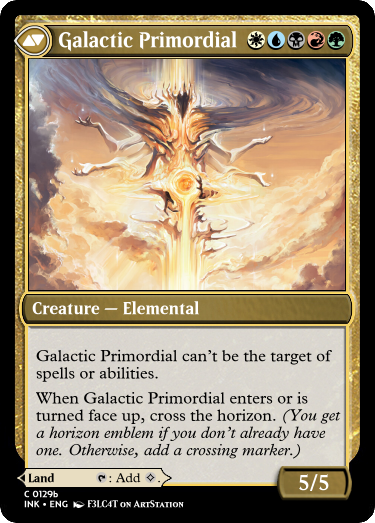 Galactic Primordial
Creature — Elemental
Galactic Primordial can't be the target of
spells or abilities.
When Galactic Primordial enters or is
turned face up, cross the horizon. (You get
a horizon emblem if you don't already have
one. Otherwise, add a crossing marker.)
Land : Add .
5/5
C 0129b
INK • ENG F3LC4T ON ARTSTATION